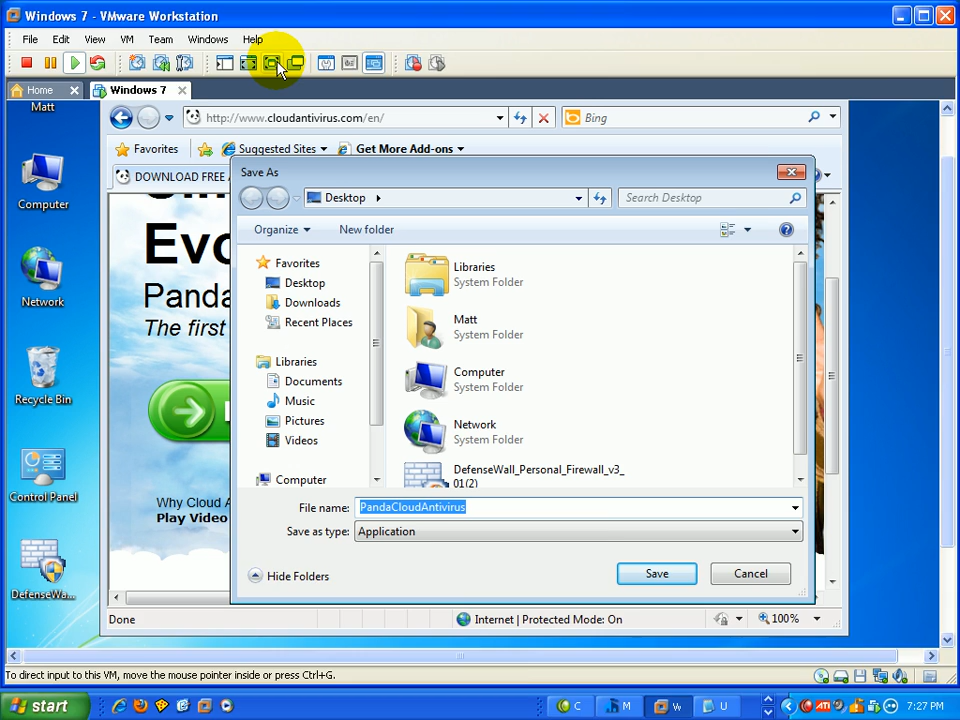 Windows 7 - VMware Workstation
File Edit View VM Team Windows Help
Home Windows 7
Matt
Computer
Network
Recycle Bin
Control Panel
DefenseWa...
http://www.cloudantivirus.com/en/
Bing
Favorites Suggested Sites Get More Add-ons
DOWNLOAD FREE
Evo
Panda
The first
Why Cloud A
Play Video
Save As
Desktop
Search Desktop
Organize New folder
Favorites
Desktop
Downloads
Recent Places
Libraries
Documents
Music
Pictures
Videos
Computer
Libraries
System Folder
Matt
System Folder
Computer
System Folder
Network
System Folder
DefenseWall_Personal_Firewall_v3_
01(2)
File name: PandaCloudAntivirus
Save as type: Application
Hide Folders Save Cancel
Done Internet | Protected Mode: On 100%
To direct input to this VM, move the mouse pointer inside or press Ctrl+G.
start C M W U ATI 7:27 PM